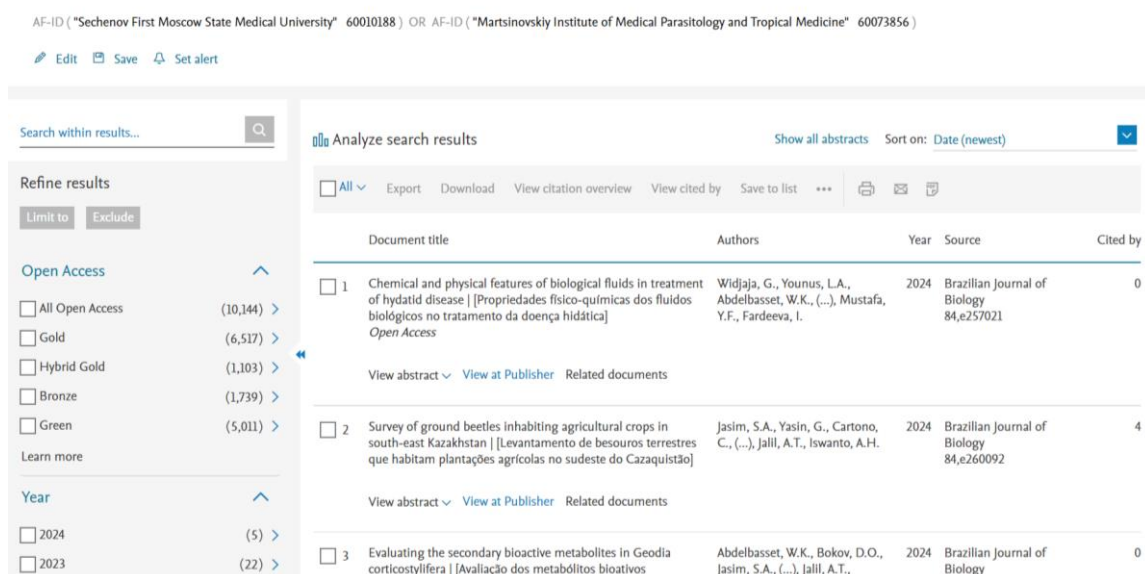 AF-ID ( "Sechenov First Moscow State Medical University" 60010188 ) OR AF-ID ( "Martsinovskiy Institute of Medical Parasitology and Tropical Medicine" 60073856 )
Edit Save Set alert
Search within results...
Refine results
Limit to Exclude
Open Access
All Open Access (10,144)
Gold (6,517)
Hybrid Gold (1,103)
Bronze (1,739)
Green (5,011)
Learn more
Year
2024 (5)
2023 (22)
Analyze search results Show all abstracts Sort on: Date (newest)
All Export Download View citation overview View cited by Save to list •••
Document title Authors Year Source Cited by
1 Chemical and physical features of biological fluids in treatment Widjaja, G., Younus, L.A., 2024 Brazilian Journal of 0
of hydatid disease | [Propriedades físico-químicas dos fluidos Abdelbasset, W.K., (...), Mustafa, Biology
biológicos no tratamento da doença hidática] Y.F., Fardeeva, I. 84,e257021
Open Access
View abstract View at Publisher Related documents
2 Survey of ground beetles inhabiting agricultural crops in Jasim, S.A., Yasin, G., Cartono, 2024 Brazilian Journal of 4
south-east Kazakhstan | [Levantamento de besouros terrestres C., (...), Jalil, A.T., Iswanto, A.H. Biology
que habitam plantações agrícolas no sudeste do Cazaquistão] 84,e260092
View abstract View at Publisher Related documents
3 Evaluating the secondary bioactive metabolites in Geodia Abdelbasset, W.K., Bokov, D.O., 2024 Brazilian Journal of 0
corticostylifera | [Avaliação dos metabólitos bioativos Jasim, S.A., (...), Jalil, A.T., Biology